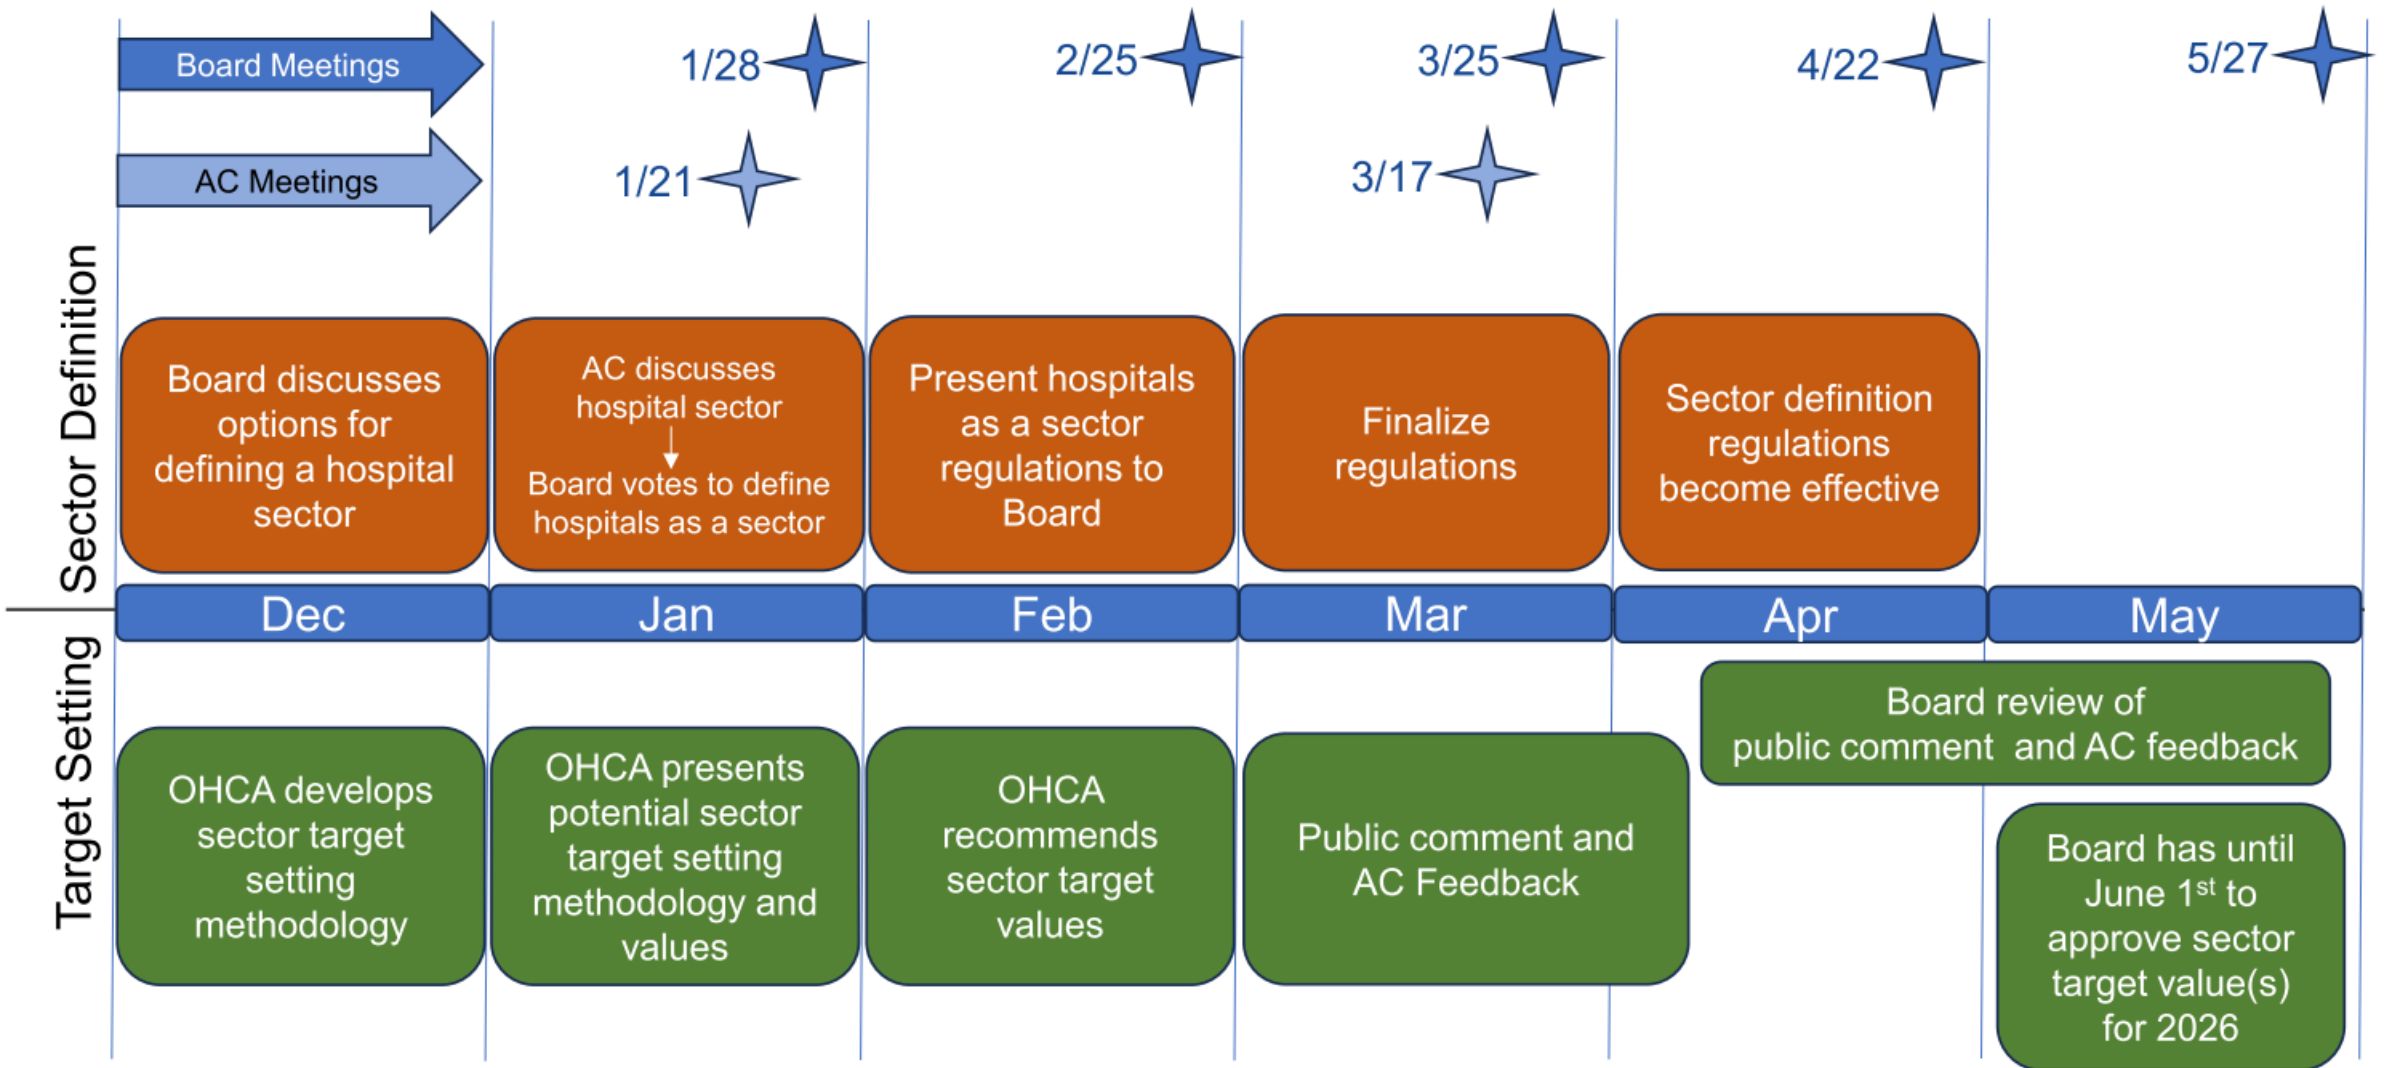 Board Meetings
1/28
2/25
3/25
4/22
5/27
AC Meetings
1/21
3/17
Sector Definition
Board discusses
options for
defining a hospital
sector
AC discusses
hospital sector
Board votes to define
hospitals as a sector
Present hospitals
as a sector
regulations to
Board
Finalize
regulations
Sector definition
regulations
become effective
Dec
Jan
Feb
Mar
Apr
May
Target Setting
OHCA develops
sector target
setting
methodology
OHCA presents
potential sector
target setting
methodology and
values
OHCA
recommends
sector target
values
Public comment and
AC Feedback
Board review of
public comment  and AC feedback
Board has until
June 1st to
approve sector
target value(s)
for 2026